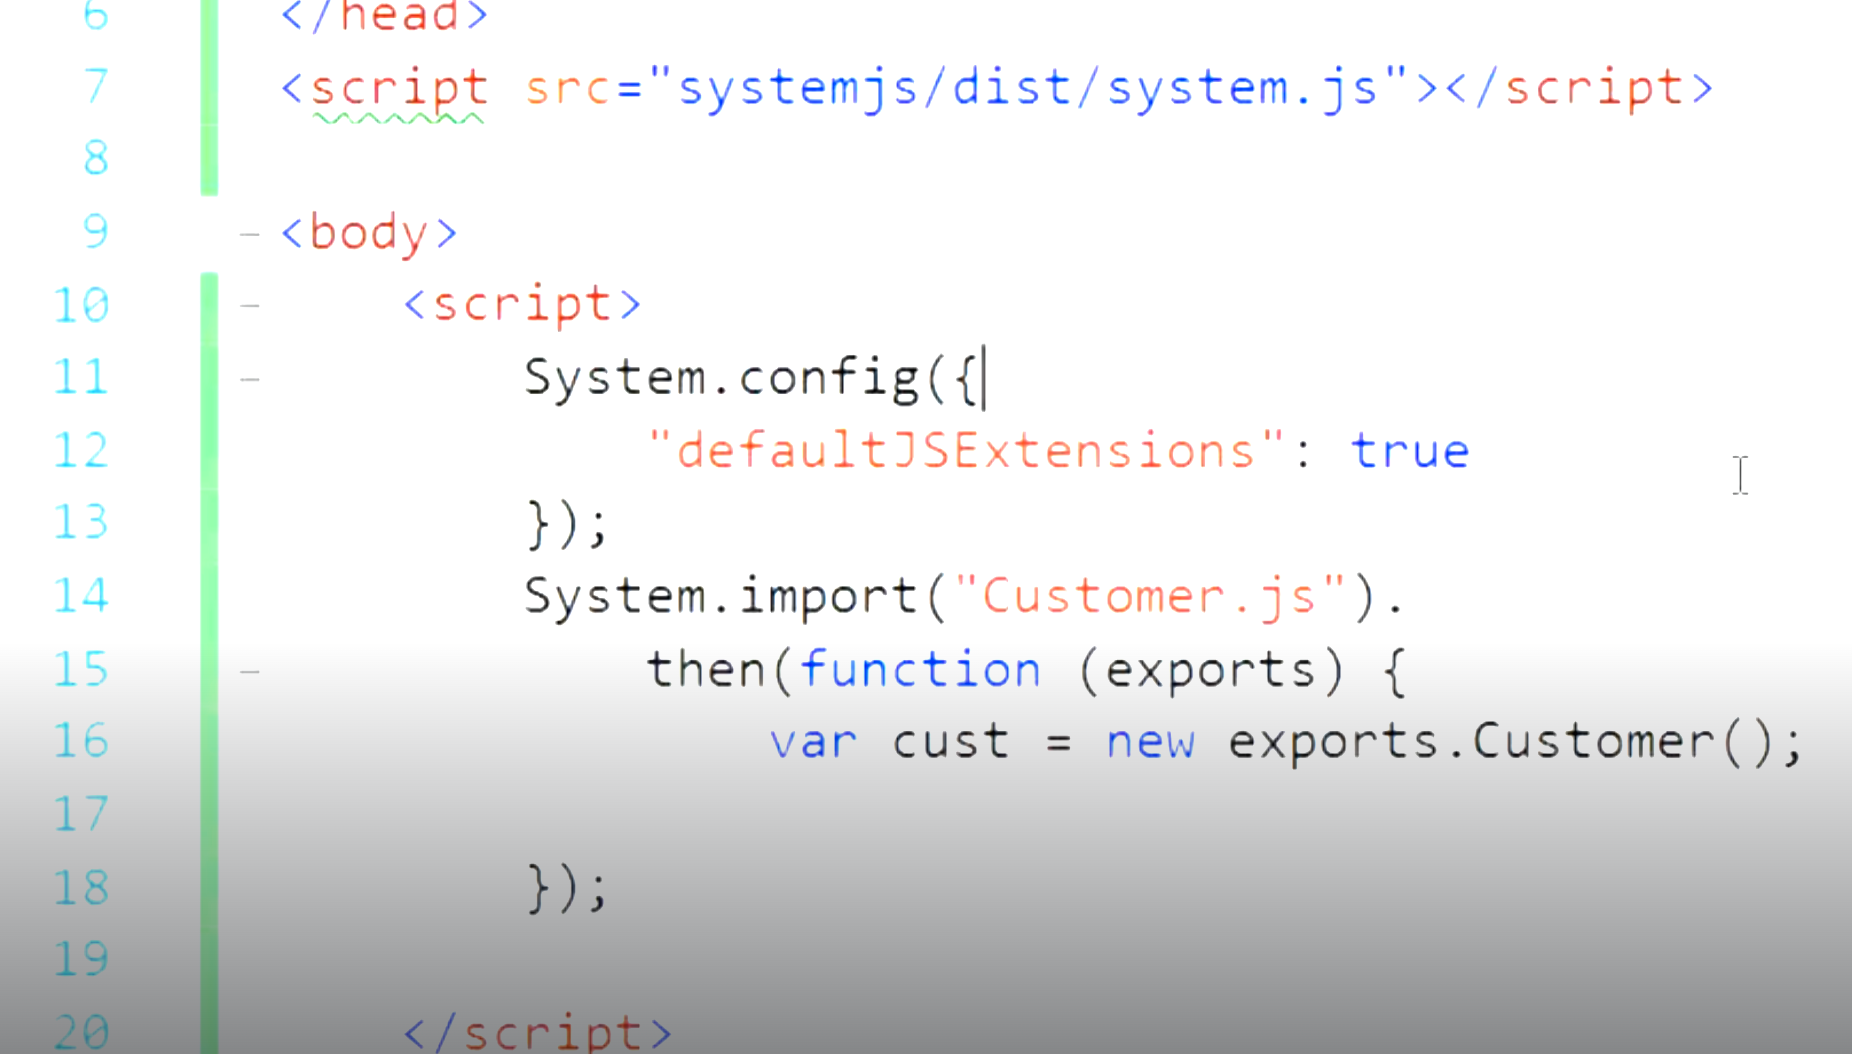 6 </head>
7 <script src="systemjs/dist/system.js"></script>
8
9 <body>
10 <script>
11 System.config({
12 "defaultJSExtensions": true
13 });
14 System.import("Customer.js").
15 then(function (exports) {
16 var cust = new exports.Customer();
17
18 });
19
20 </script>